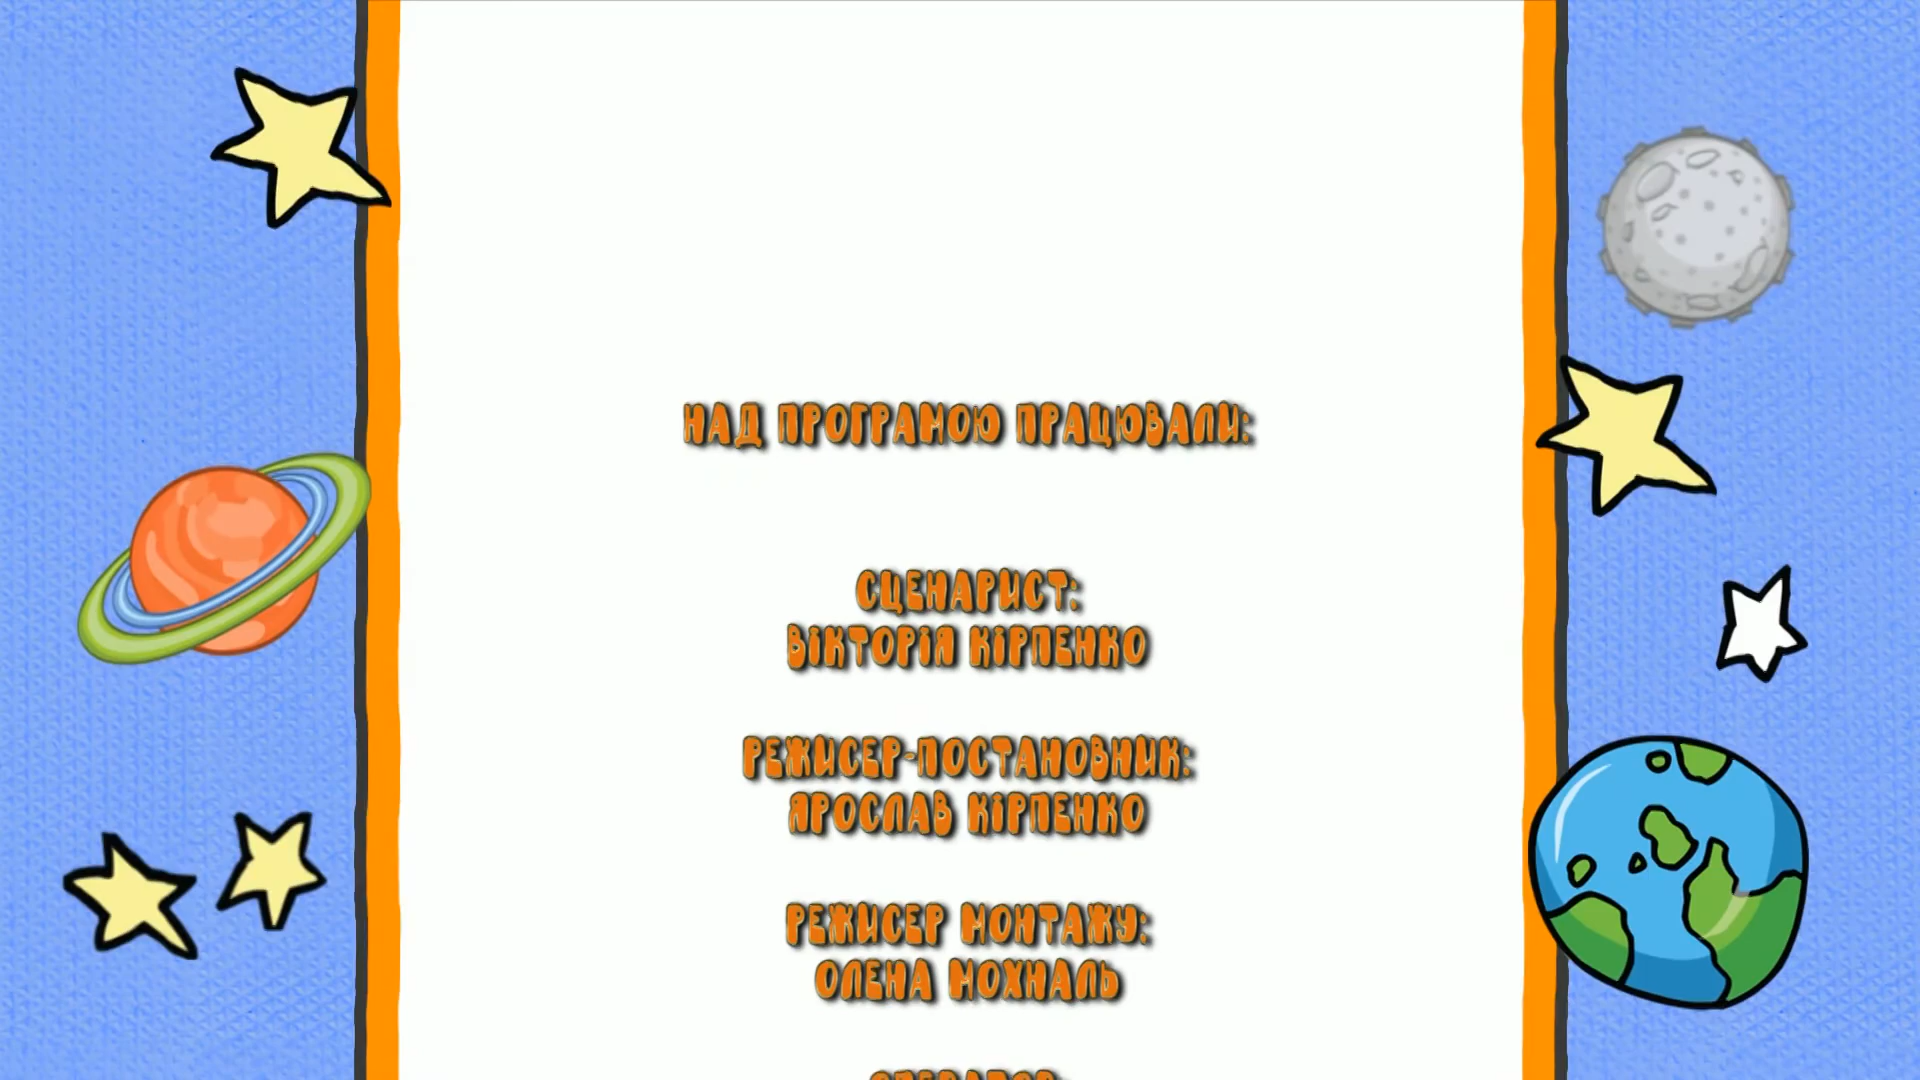 НАД ПРОГРАМОЮ ПРАЦЮВАЛИ:
СЦЕНАРИСТ:
ВІКТОРІЯ КІРПЕНКО
РЕЖИСЕР-ПОСТАНОВНИК:
ЯРОСЛАВ КІРПЕНКО
РЕЖИСЕР МОНТАЖУ:
ОЛЕНА МОХНАЛЬ